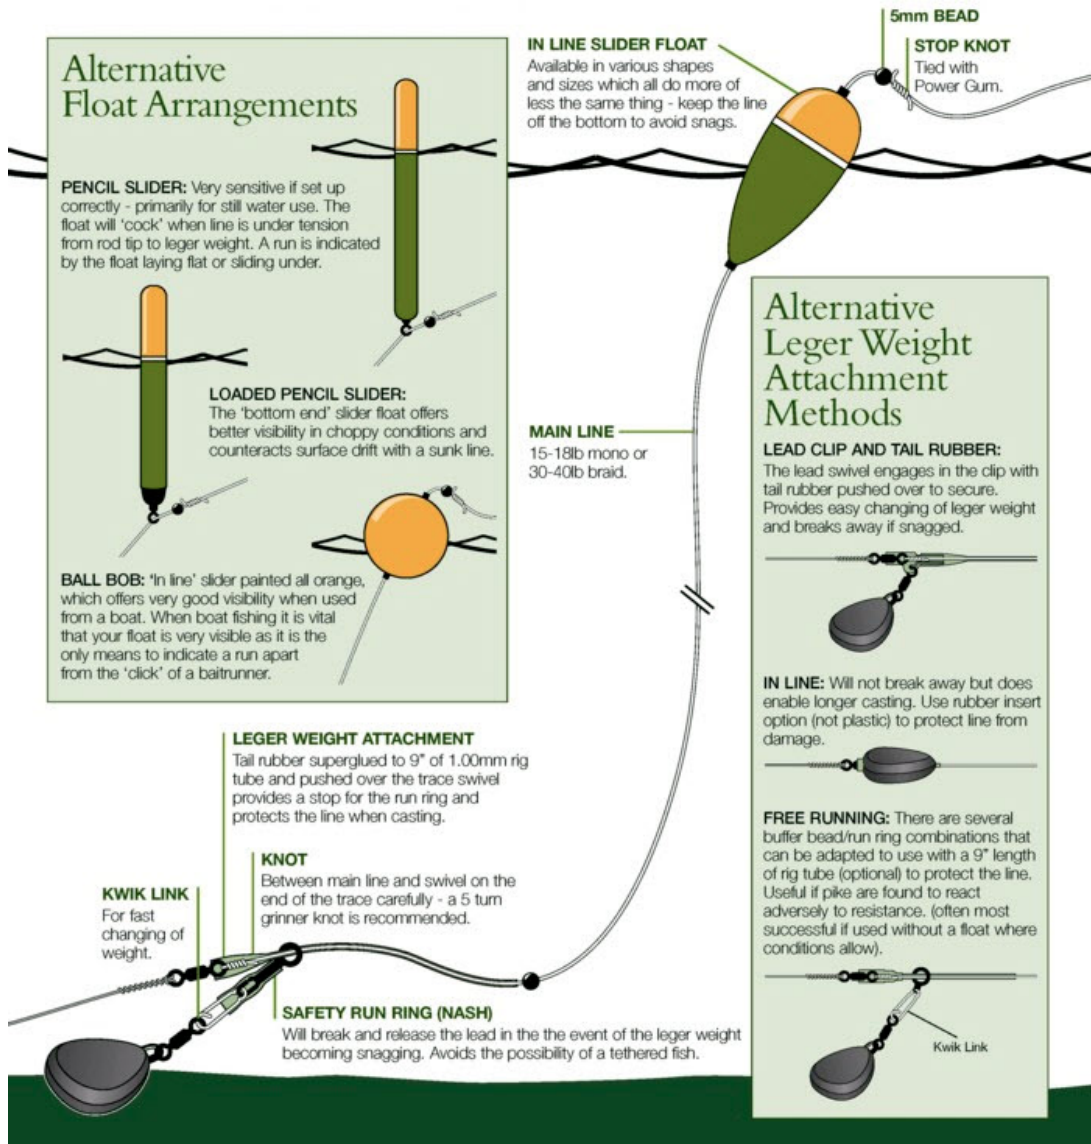 Alternative
Float Arrangements
PENCIL SLIDER: Very sensitive if set up
correctly - primarily for still water use. The
float will 'cock' when line is under tension
from rod tip to leger weight. A run is indicated
by the float laying flat or sliding under.
LOADED PENCIL SLIDER:
The 'bottom end' slider float offers
better visibility in choppy conditions and
counteracts surface drift with a sunk line.
BALL BOB: 'In line' slider painted all orange,
which offers very good visibility when used
from a boat. When boat fishing it is vital
that your float is very visible as it is the
only means to indicate a run apart
from the 'click' of a baitrunner.
IN LINE SLIDER FLOAT
Available in various shapes
and sizes which all do more of
less the same thing - keep the line
off the bottom to avoid snags.
5mm BEAD
STOP KNOT
Tied with
Power Gum.
MAIN LINE
15-18lb mono or
30-40lb braid.
Alternative
Leger Weight
Attachment
Methods
LEAD CLIP AND TAIL RUBBER:
The lead swivel engages in the clip with
tail rubber pushed over to secure.
Provides easy changing of leger weight
and breaks away if snagged.
IN LINE: Will not break away but does
enable longer casting. Use rubber insert
option (not plastic) to protect line from
damage.
FREE RUNNING: There are several
buffer bead/run ring combinations that
can be adapted to use with a 9" length
of rig tube (optional) to protect the line.
Useful if pike are found to react
adversely to resistance. (often most
successful if used without a float where
conditions allow).
Kwik Link
LEGER WEIGHT ATTACHMENT
Tail rubber superglued to 9" of 1.00mm rig
tube and pushed over the trace swivel
provides a stop for the run ring and
protects the line when casting.
KNOT
Between main line and swivel on the
end of the trace carefully - a 5 turn
grinner knot is recommended.
KWIK LINK
For fast
changing of
weight.
SAFETY RUN RING (NASH)
Will break and release the lead in the the event of the leger weight
becoming snagging. Avoids the possibility of a tethered fish.